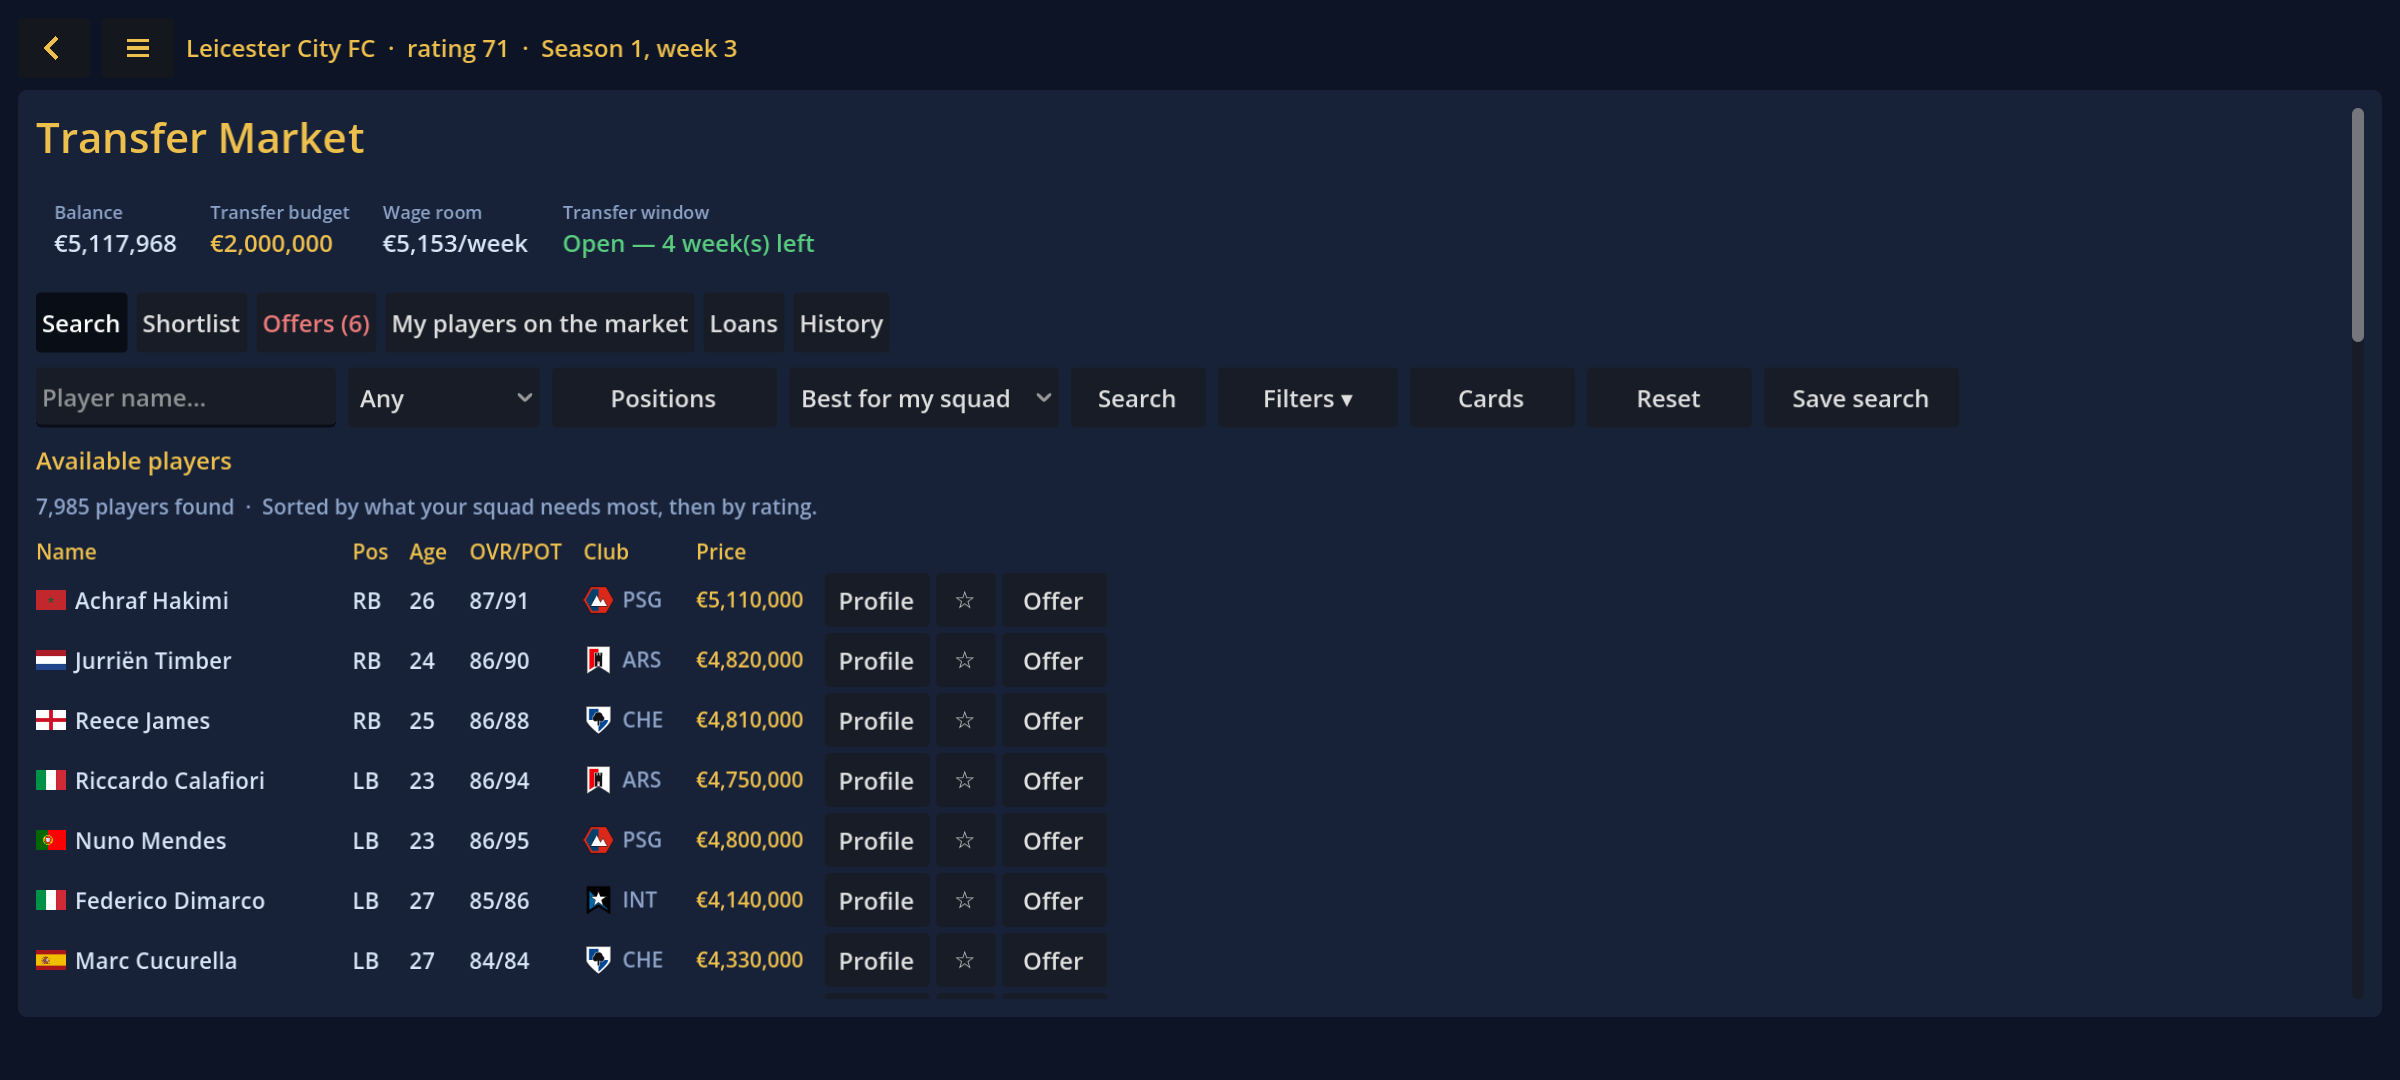 Leicester City FC · rating 71 · Season 1, week 3
Transfer Market
Balance Transfer budget Wage room Transfer window
€5,117,968 €2,000,000 €5,153/week Open — 4 week(s) left
Search Shortlist Offers (6) My players on the market Loans History
Player name... Any Positions Best for my squad Search Filters ▾ Cards Reset Save search
Available players
7,985 players found · Sorted by what your squad needs most, then by rating.
Name Pos Age OVR/POT Club Price
Achraf Hakimi RB 26 87/91 PSG €5,110,000 Profile ☆ Offer
Jurriën Timber RB 24 86/90 ARS €4,820,000 Profile ☆ Offer
Reece James RB 25 86/88 CHE €4,810,000 Profile ☆ Offer
Riccardo Calafiori LB 23 86/94 ARS €4,750,000 Profile ☆ Offer
Nuno Mendes LB 23 86/95 PSG €4,800,000 Profile ☆ Offer
Federico Dimarco LB 27 85/86 INT €4,140,000 Profile ☆ Offer
Marc Cucurella LB 27 84/84 CHE €4,330,000 Profile ☆ Offer